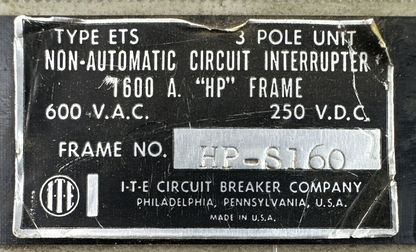 TYPE ETS 3 POLE UNIT
NON-AUTOMATIC CIRCUIT INTERRUPTER
1600 A. "HP" FRAME
600 V.A.C. 250 V.D.C.
FRAME NO. HP-S160
I-T-E I-T-E CIRCUIT BREAKER COMPANY
PHILADELPHIA, PENNSYLVANIA, U.S.A.
MADE IN U.S.A.